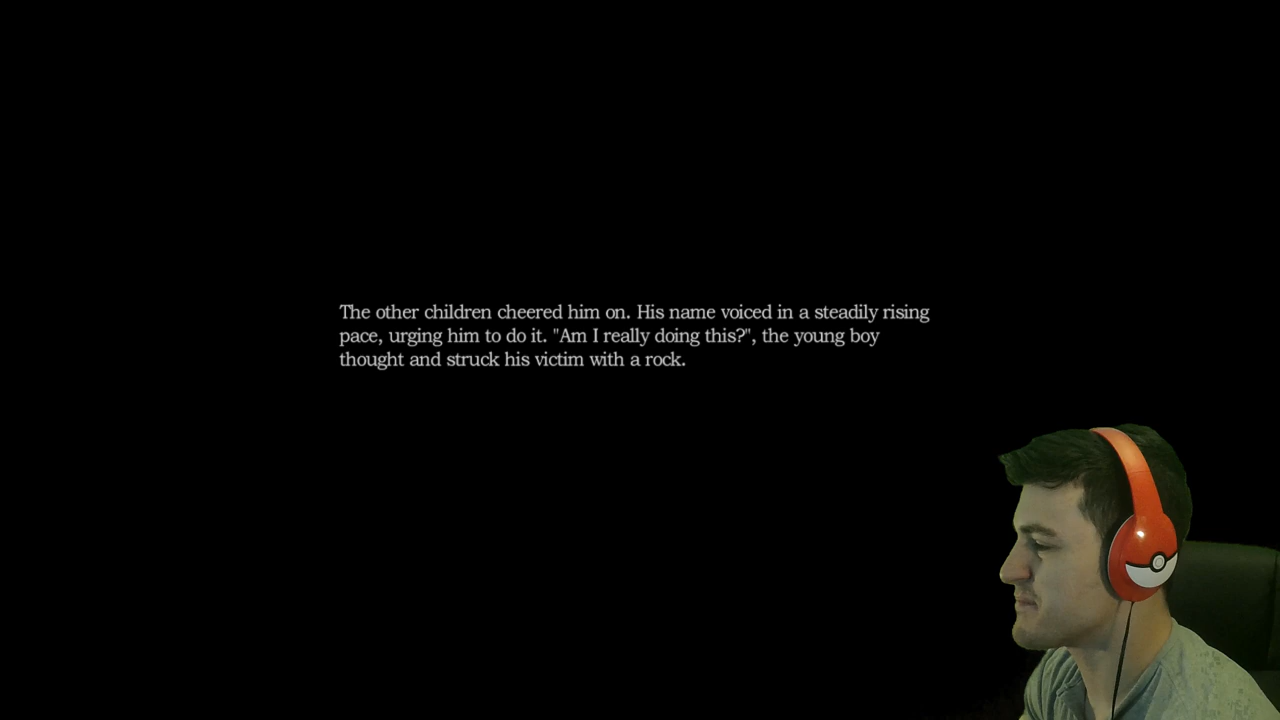 The other children cheered him on. His name voiced in a steadily rising
pace, urging him to do it. "Am I really doing this?", the young boy
thought and struck his victim with a rock.